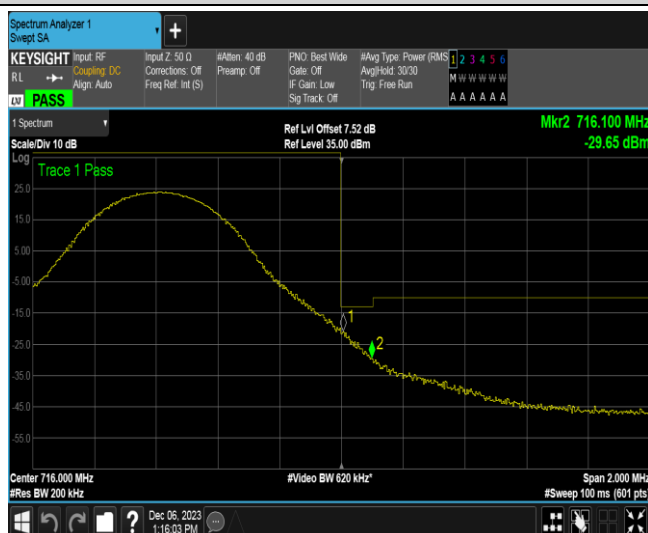 Spectrum Analyzer 1
Swept SA
+
KEYSIGHT
RL
LXI PASS
Input: RF
Coupling: DC
Align: Auto
Input Z: 50 Ω
Corrections: Off
Freq Ref: Int (S)
#Atten: 40 dB
Preamp: Off
PNO: Best Wide
Gate: Off
IF Gain: Low
Sig Track: Off
#Avg Type: Power (RMS
Avg|Hold: 30/30
Trig: Free Run
1 2 3 4 5 6
M W W W W W
A A A A A A
1 Spectrum
Scale/Div 10 dB
Ref Lvl Offset 7.52 dB
Ref Level 35.00 dBm
Mkr2 716.100 MHz
-29.65 dBm
Log
Trace 1 Pass
25.0
15.0
5.00
-5.00
-15.0
-25.0
-35.0
-45.0
-55.0
1
2
Center 716.000 MHz
#Res BW 200 kHz
#Video BW 620 kHz*
Span 2.000 MHz
#Sweep 100 ms (601 pts)
?
Dec 06, 2023
1:16:03 PM